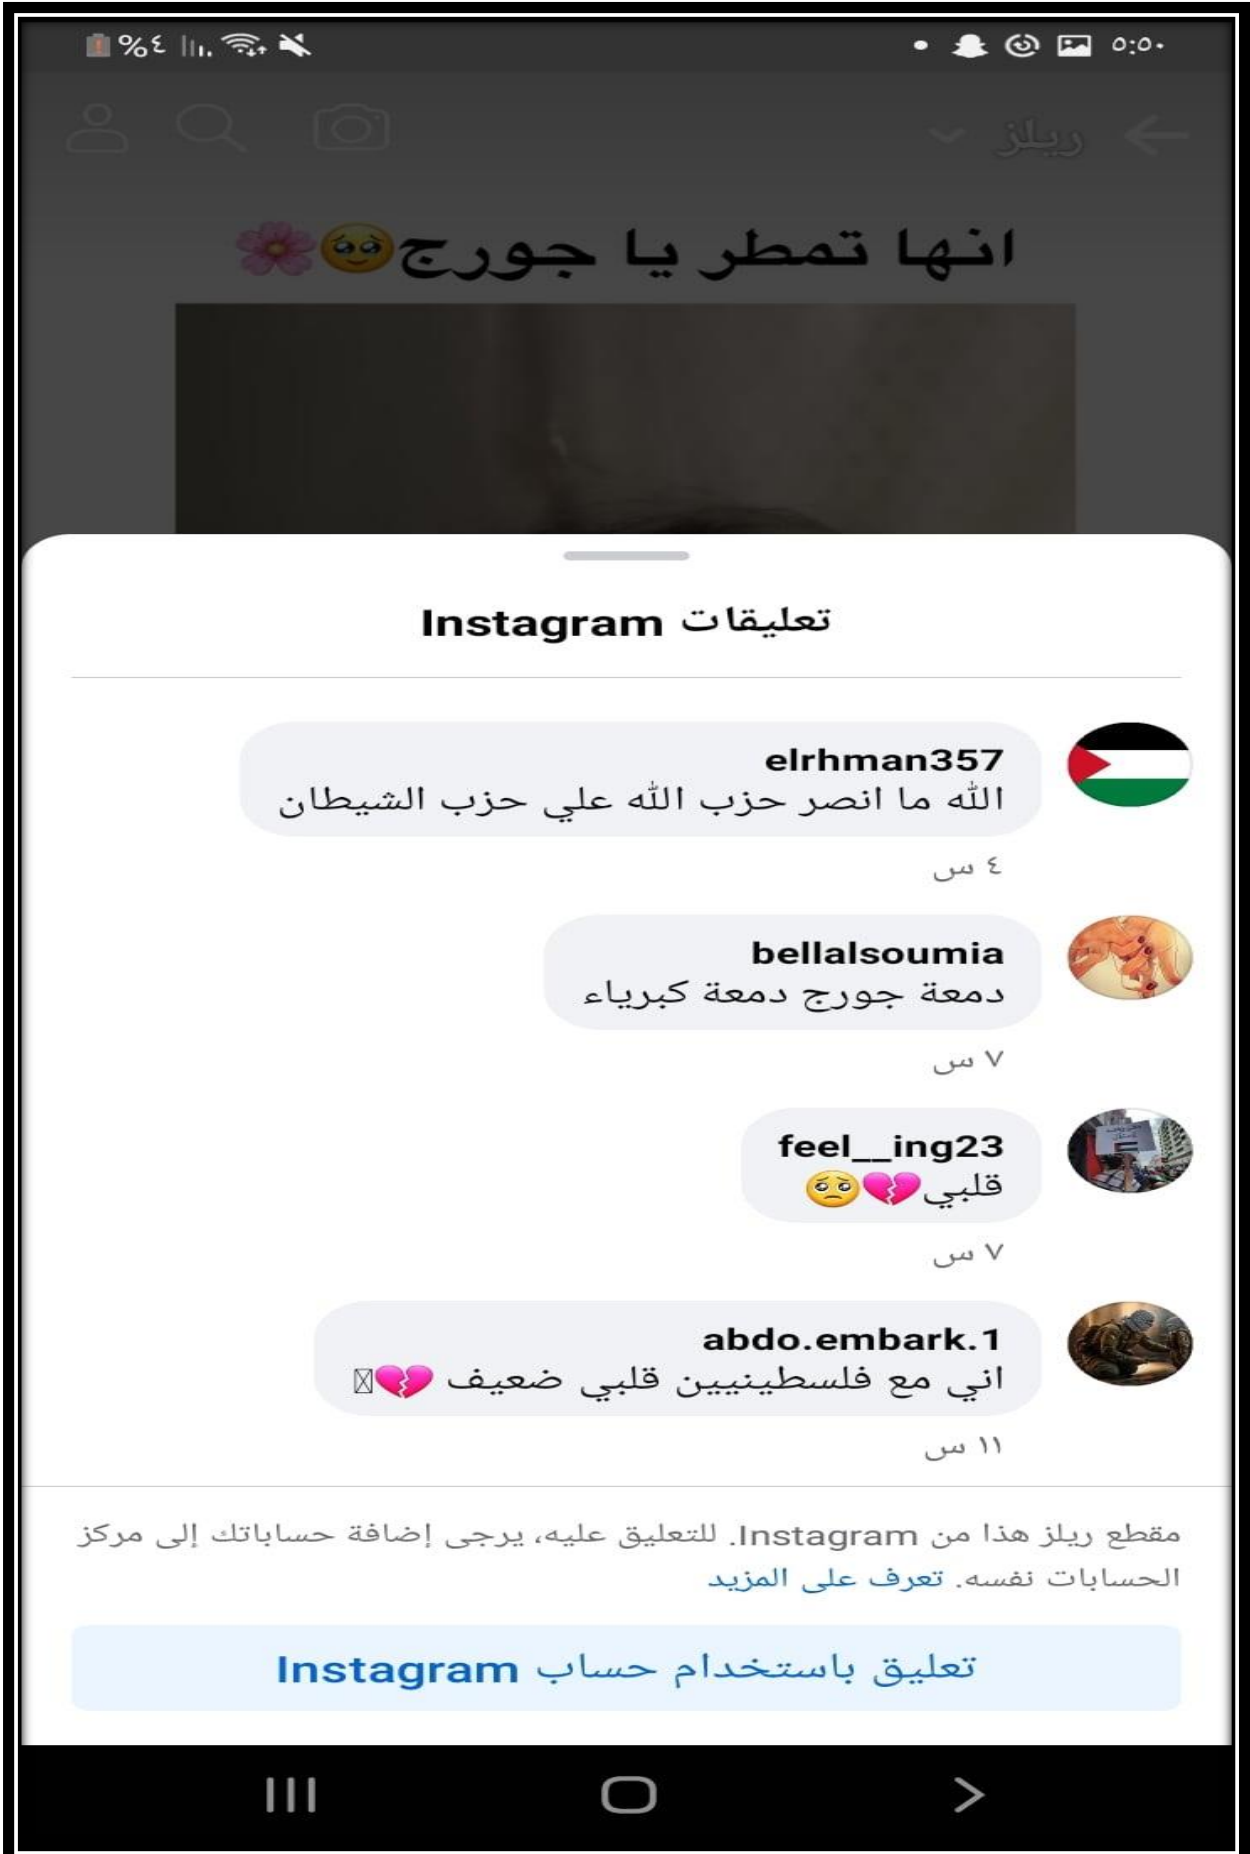 ٥:٥٠ %٤
ريلز
انها تمطر يا جورج🥹🌸
تعليقات Instagram
elrhman357
الله ما انصر حزب الله علي حزب الشيطان
٤ س
bellalsoumia
دمعة جورج دمعة كبرياء
٧ س
feel__ing23
قلبي💔🥺
٧ س
abdo.embark.1
اني مع فلسطينيين قلبي ضعيف 💔
١١ س
مقطع ريلز هذا من Instagram. للتعليق عليه، يرجى إضافة حساباتك إلى مركز
الحسابات نفسه. تعرف على المزيد
تعليق باستخدام حساب Instagram